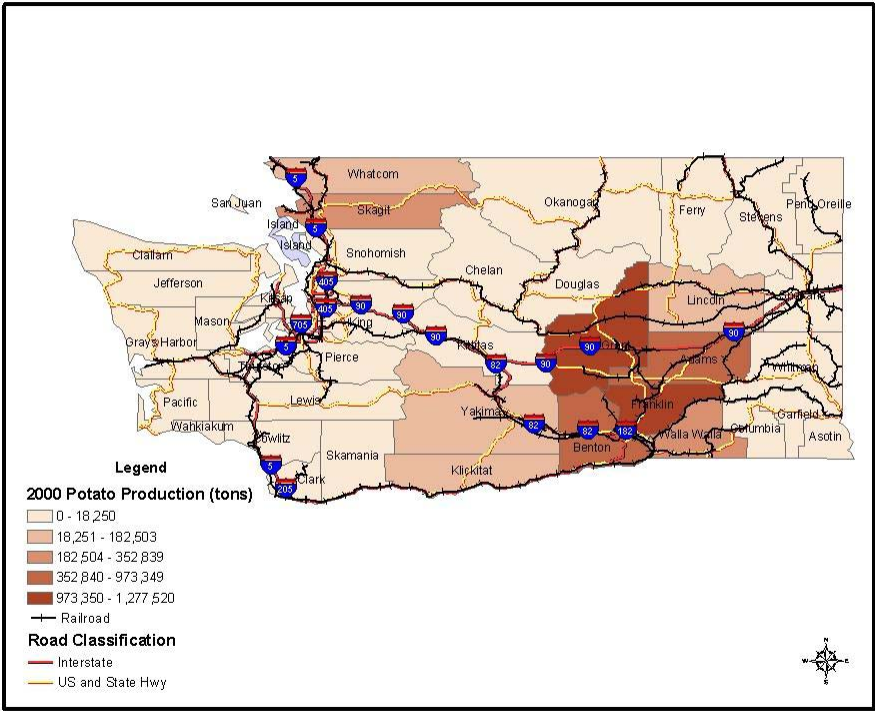 Whatcom
5
San Juan
Skagit
Island
5
Island
Okanogan
Ferry
Stevens
Pend Oreille
Clallam
Snohomish
Chelan
Jefferson
405
Douglas
Kitsap
Lincoln
Mason
405
90
90
King
705
90
Grays Harbor
5
Kittitas
90
Grant
90
Pierce
82
90
Adams
Whitman
Pacific
Lewis
Yakima
Franklin
Garfield
Wahkiakum
82
82
182
Walla Walla
Columbia
Asotin
Cowlitz
Benton
Skamania
5
Klickitat
Clark
205
Legend
2000 Potato Production (tons)
0 - 18,250
18,251 - 182,503
182,504 - 352,839
352,840 - 973,349
973,350 - 1,277,520
Railroad
Road Classification
Interstate
US and State Hwy
N
W E
S